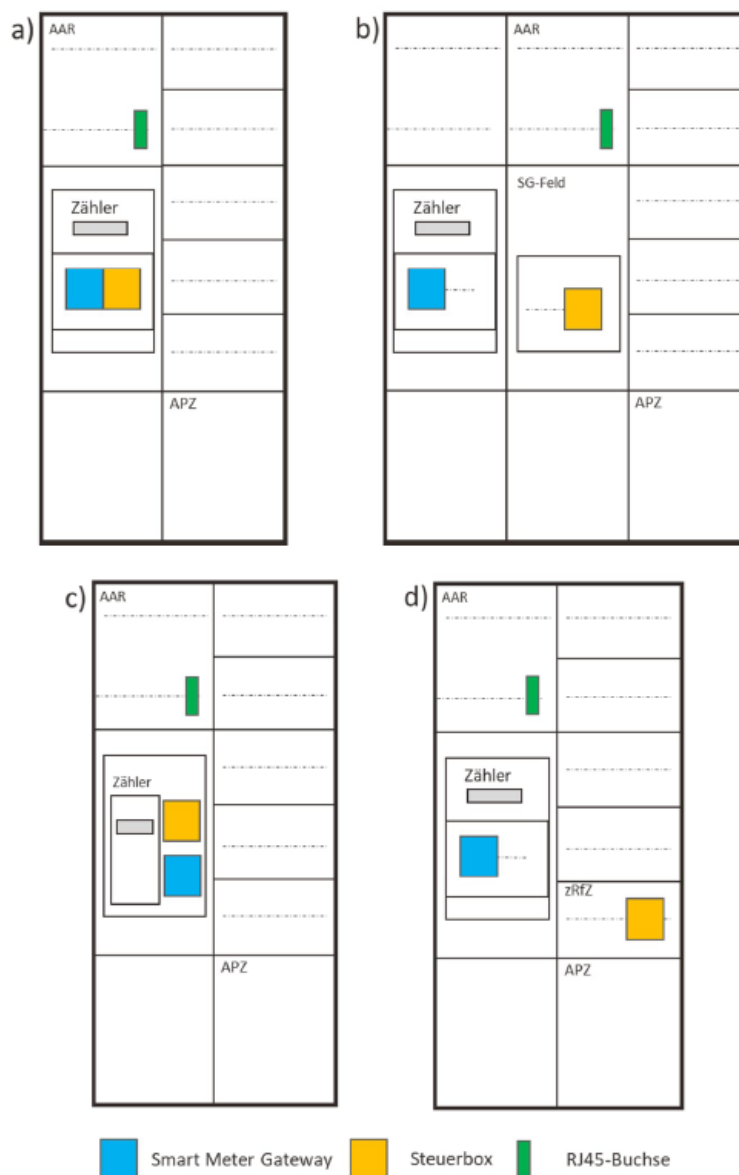 a)
AAR
Zähler
APZ
b)
AAR
SG-Feld
Zähler
APZ
c)
AAR
Zähler
APZ
d)
AAR
Zähler
zRfZ
APZ
Smart Meter Gateway
Steuerbox
RJ45-Buchse